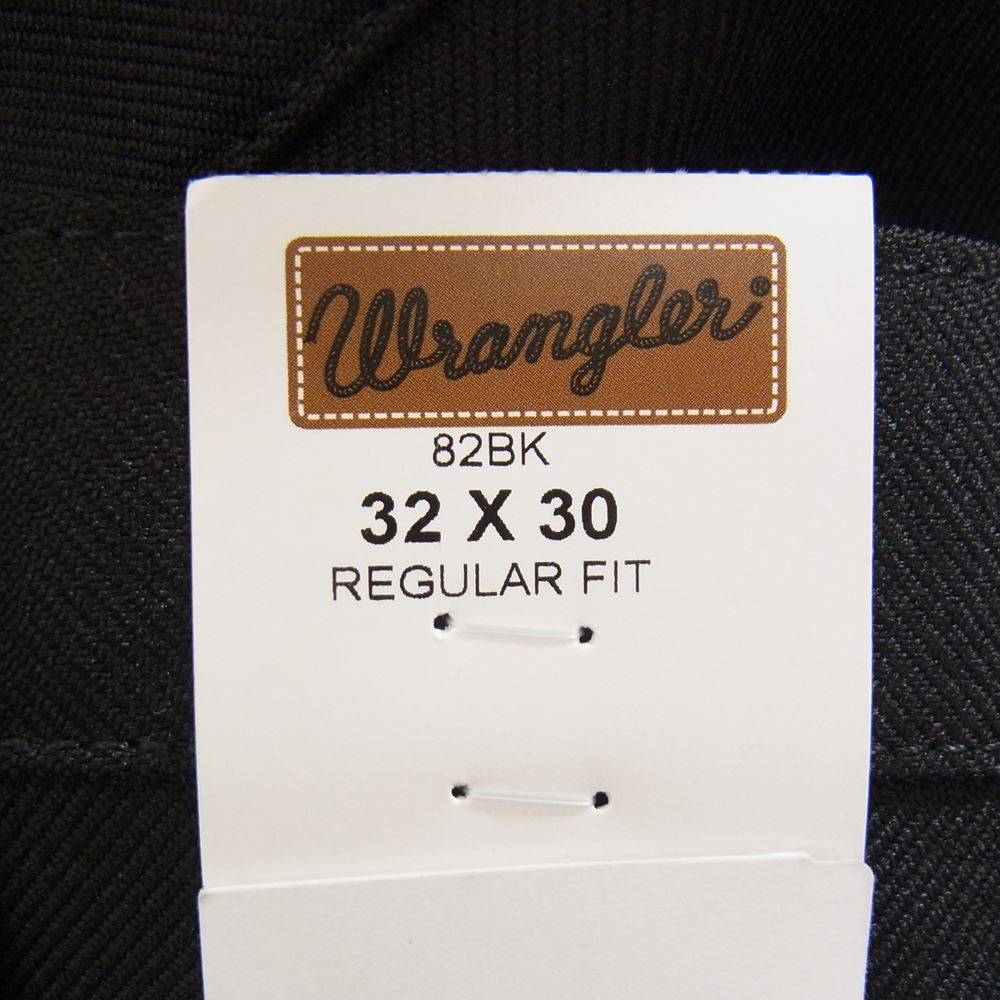 Wrangler®
82BK
32 X 30
REGULAR FIT